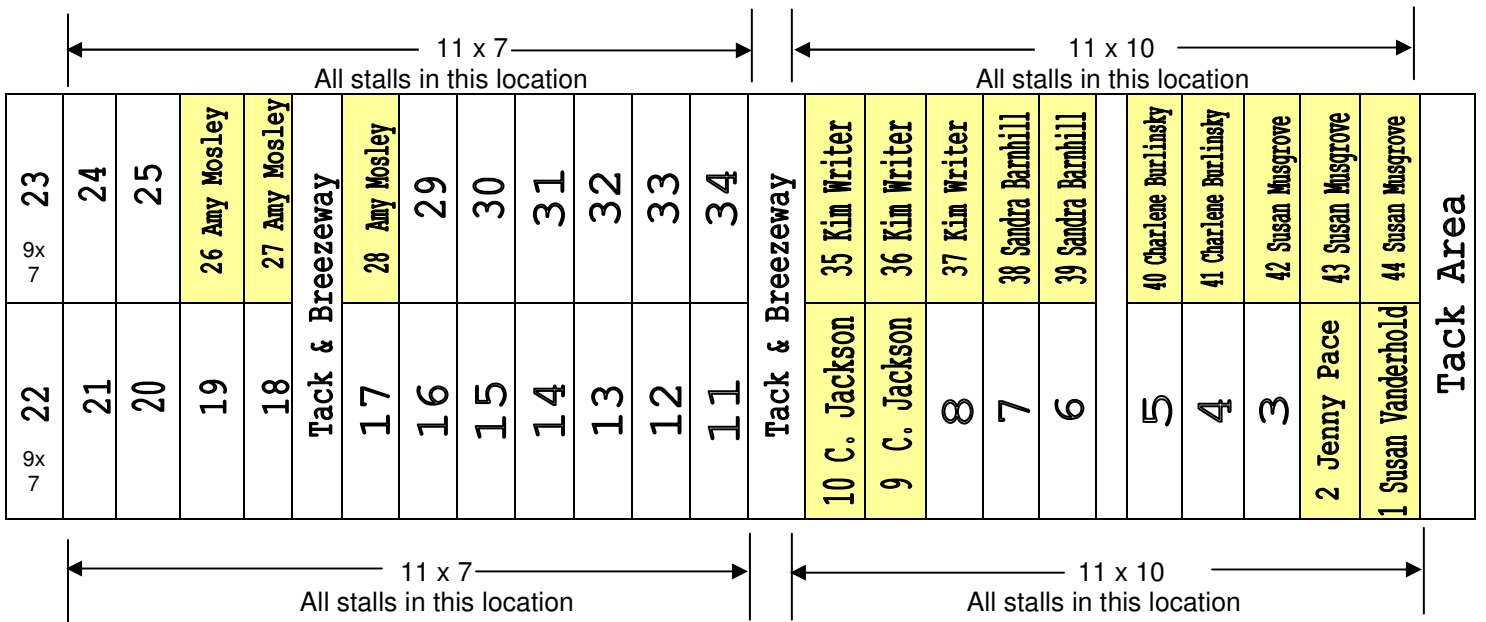 11 x 7
All stalls in this location
11 x 10
All stalls in this location
23
9x
7
24
25
26 Amy Mosley
27 Amy Mosley
Tack & Breezeway
28 Amy Mosley
29
30
31
32
33
34
Tack & Breezeway
35 Kim Writer
36 Kim Writer
37 Kim Writer
38 Sandra Barnhill
39 Sandra Barnhill
40 Charlene Burlinsky
41 Charlene Burlinsky
42 Susan Musgrove
43 Susan Musgrove
44 Susan Musgrove
Tack Area
22
9x
7
21
20
19
18
17
16
15
14
13
12
11
10 C. Jackson
9 C. Jackson
8
7
6
5
4
3
2 Jenny Pace
1 Susan Vanderhold
11 x 7
All stalls in this location
11 x 10
All stalls in this location